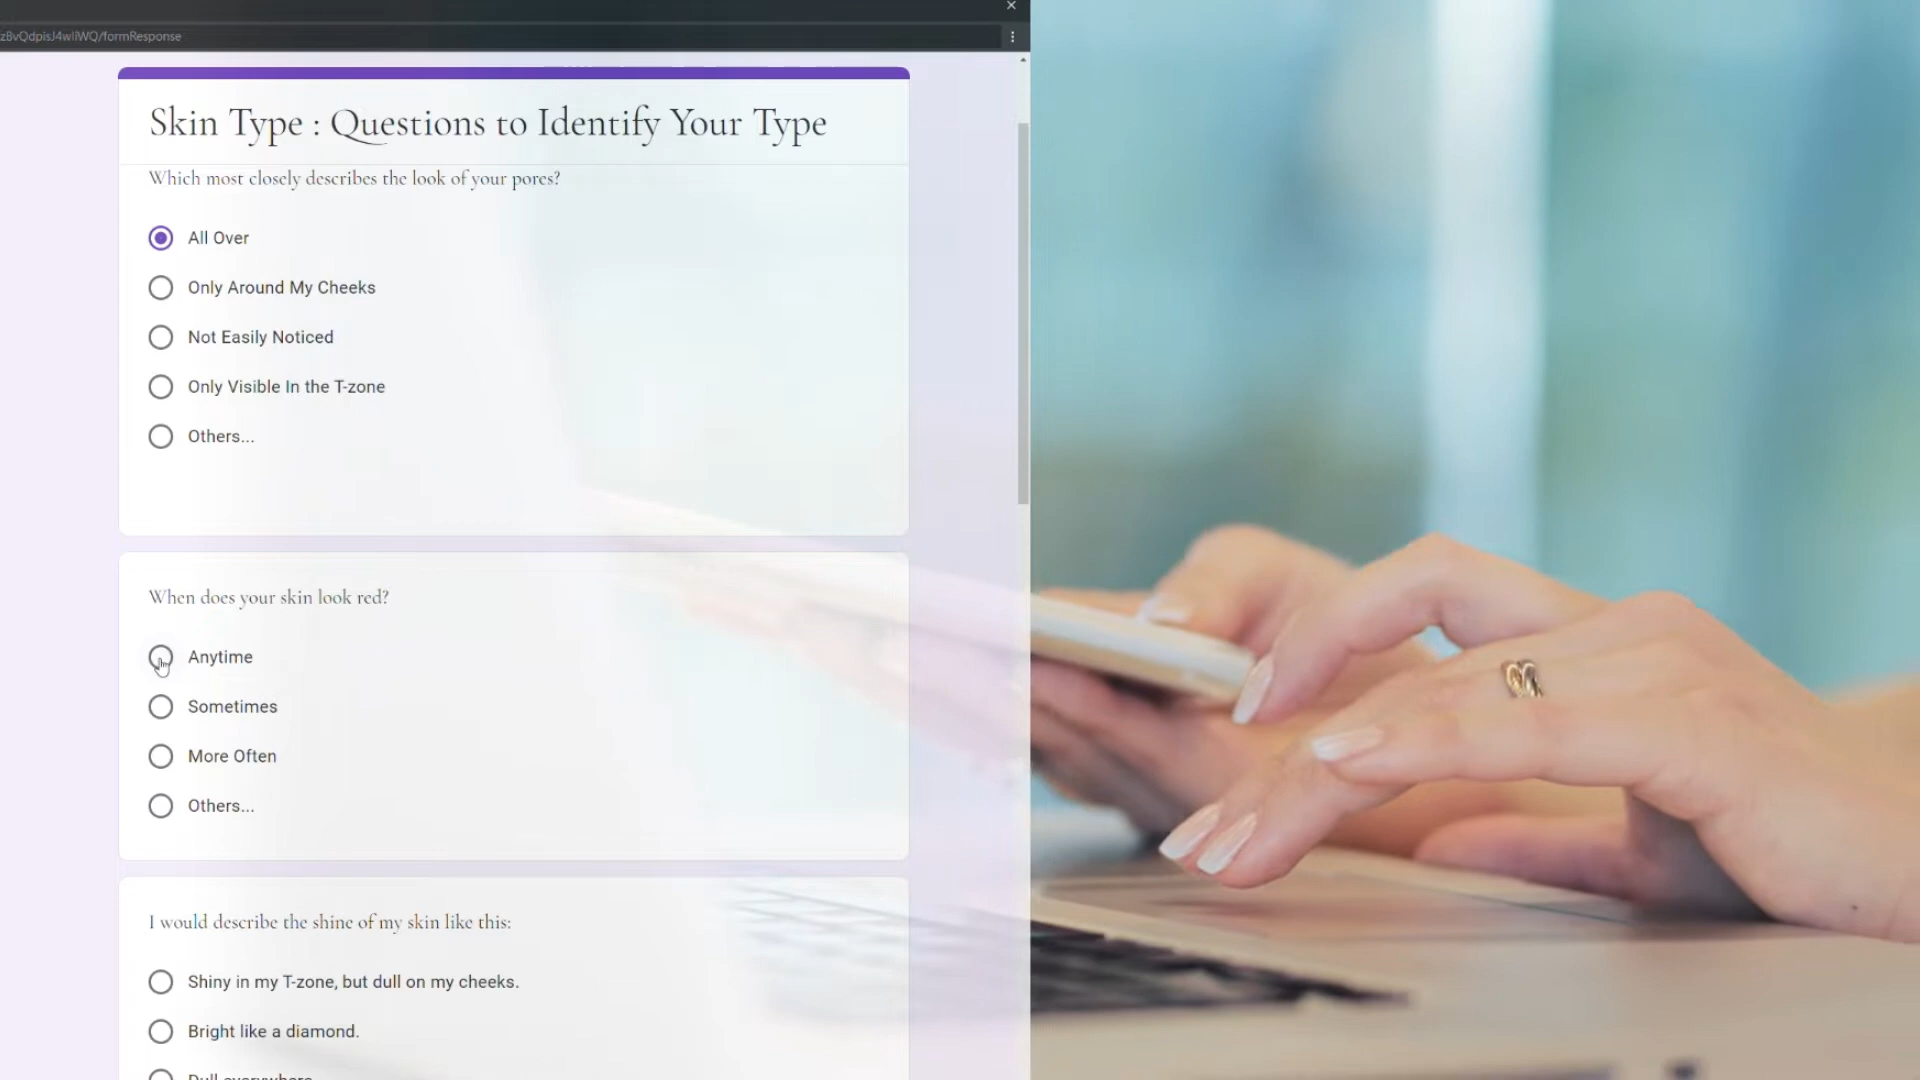 zBvQdpisJ4wIiWQ/formResponse
Skin Type : Questions to Identify Your Type
Which most closely describes the look of your pores?
All Over
Only Around My Cheeks
Not Easily Noticed
Only Visible In the T-zone
Others...
When does your skin look red?
Anytime
Sometimes
More Often
Others...
I would describe the shine of my skin like this:
Shiny in my T-zone, but dull on my cheeks.
Bright like a diamond.
Dull everywhere